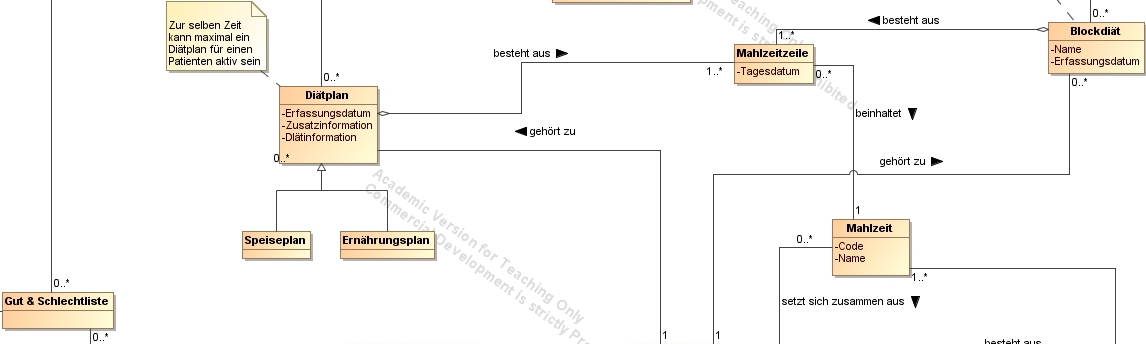 Zur selben Zeit
kann maximal ein
Diätplan für einen
Patienten aktiv sein
0..*
Diätplan
-Erfassungsdatum
-Zusatzinformation
-Diätinformation
0..*
besteht aus
1..*
Mahlzeitzeile
-Tagesdatum
1..*
0..*
besteht aus
0..*
Blockdiät
-Name
-Erfassungsdatum
0..*
beinhaltet
gehört zu
gehört zu
Speiseplan
Ernährungsplan
1
Mahlzeit
-Code
-Name
0..*
1..*
setzt sich zusammen aus
0..*
Gut & Schlechtliste
0..*
1
1
besteht aus
Academic Version for Teaching Only
Commercial Development is strictly Pro